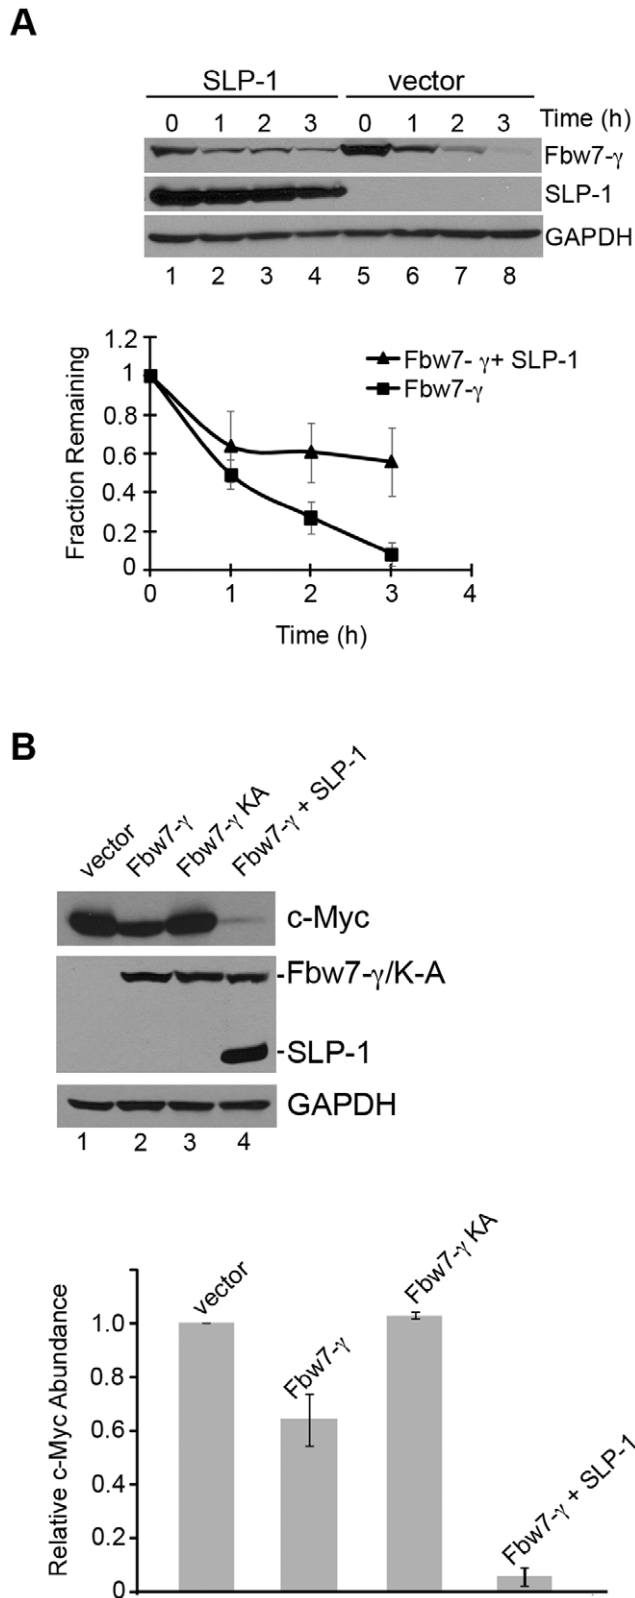 A
SLP-1 vector
0 1 2 3 0 1 2 3 Time (h)
Fbw7-γ
SLP-1
GAPDH
1 2 3 4 5 6 7 8
Fraction Remaining
1.2
1
0.8
0.6
0.4
0.2
0
Fbw7- γ+ SLP-1
Fbw7-γ
0 1 2 3 4
Time (h)
B
vector
Fbw7-γ
Fbw7-γ KA
Fbw7-γ + SLP-1
c-Myc
-Fbw7-γ/K-A
-SLP-1
GAPDH
1 2 3 4
Relative c-Myc Abundance
1.0
0.8
0.6
0.4
0.2
0
vector
Fbw7-γ
Fbw7-γ KA
Fbw7-γ + SLP-1